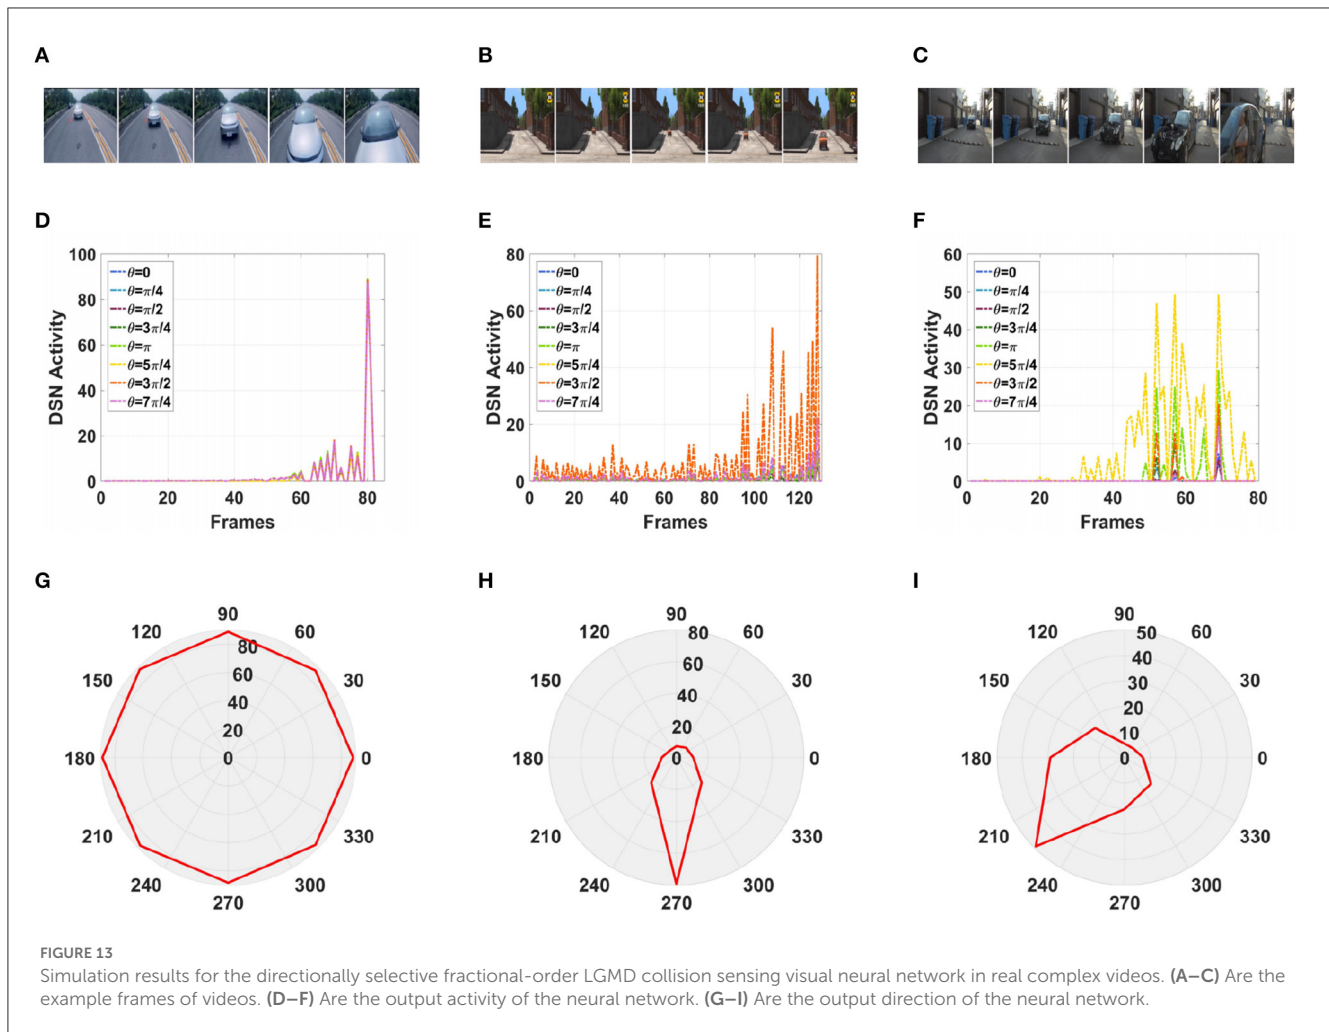 A
B
C
D
E
F
100
80
60
40
20
0
DSN Activity
θ=0
θ=π/4
θ=π/2
θ=3π/4
θ=π
θ=5π/4
θ=3π/2
θ=7π/4
0 20 40 60 80
Frames
80
60
40
20
0
DSN Activity
θ=0
θ=π/4
θ=π/2
θ=3π/4
θ=π
θ=5π/4
θ=3π/2
θ=7π/4
0 20 40 60 80 100 120
Frames
60
50
40
30
20
10
0
DSN Activity
θ=0
θ=π/4
θ=π/2
θ=3π/4
θ=π
θ=5π/4
θ=3π/2
θ=7π/4
20 40 60 80
Frames
G
H
I
90
120 80 60
60
150 40 30
20
180 0 0
210 330
240 300
270
90
120 80 60
60
150 40 30
20
180 0 0
210 330
240 300
270
90
120 50 60
40
150 30 30
20
10
180 0 0
210 330
240 300
270
FIGURE 13
Simulation results for the directionally selective fractional-order LGMD collision sensing visual neural network in real complex videos. (A–C) Are the
example frames of videos. (D–F) Are the output activity of the neural network. (G–I) Are the output direction of the neural network.